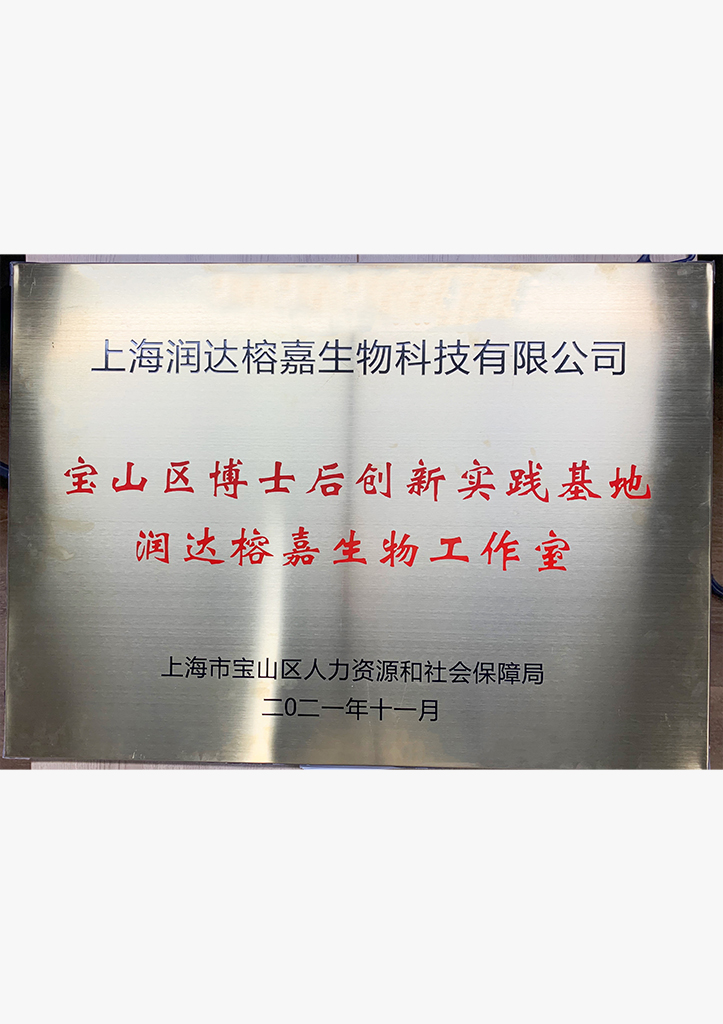 上海润达榕嘉生物科技有限公司
宝山区博士后创新实践基地
润达榕嘉生物工作室
上海市宝山区人力资源和社会保障局
二0二一年十一月